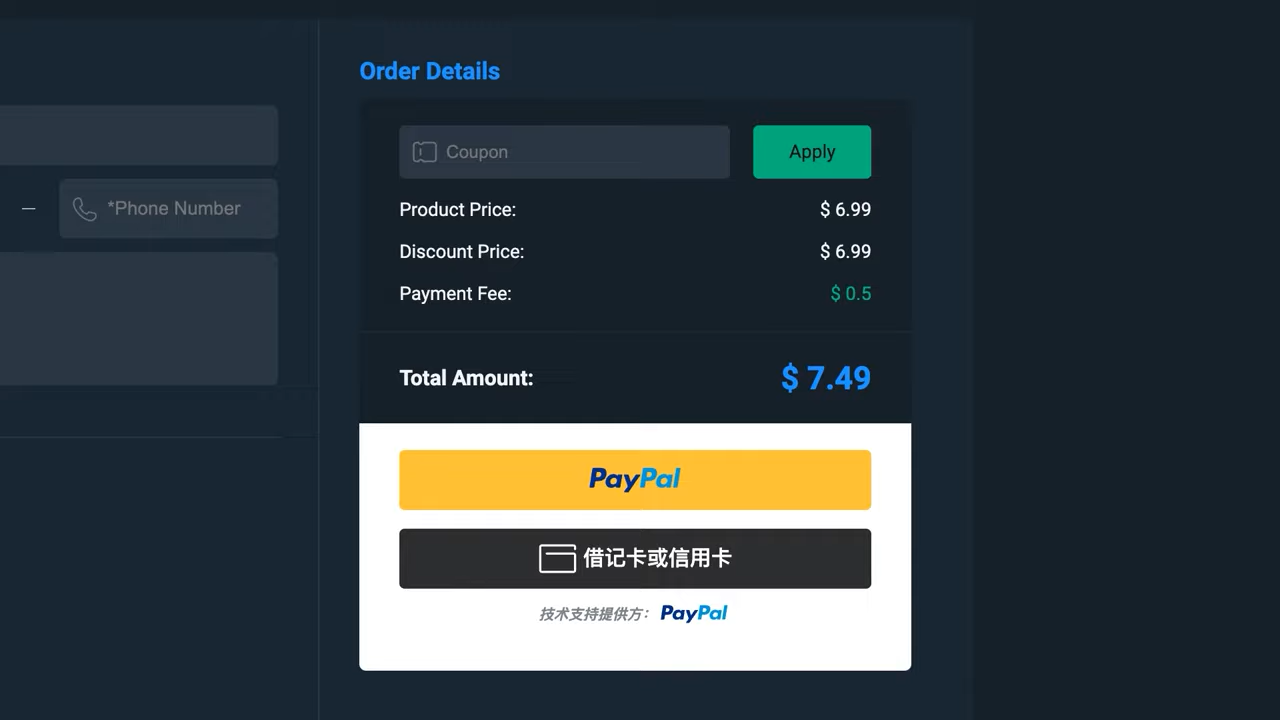 Order Details
Coupon
Apply
– *Phone Number
Product Price: $ 6.99
Discount Price: $ 6.99
Payment Fee: $ 0.5
Total Amount: $ 7.49
PayPal
借记卡或信用卡
技术支持提供方: PayPal